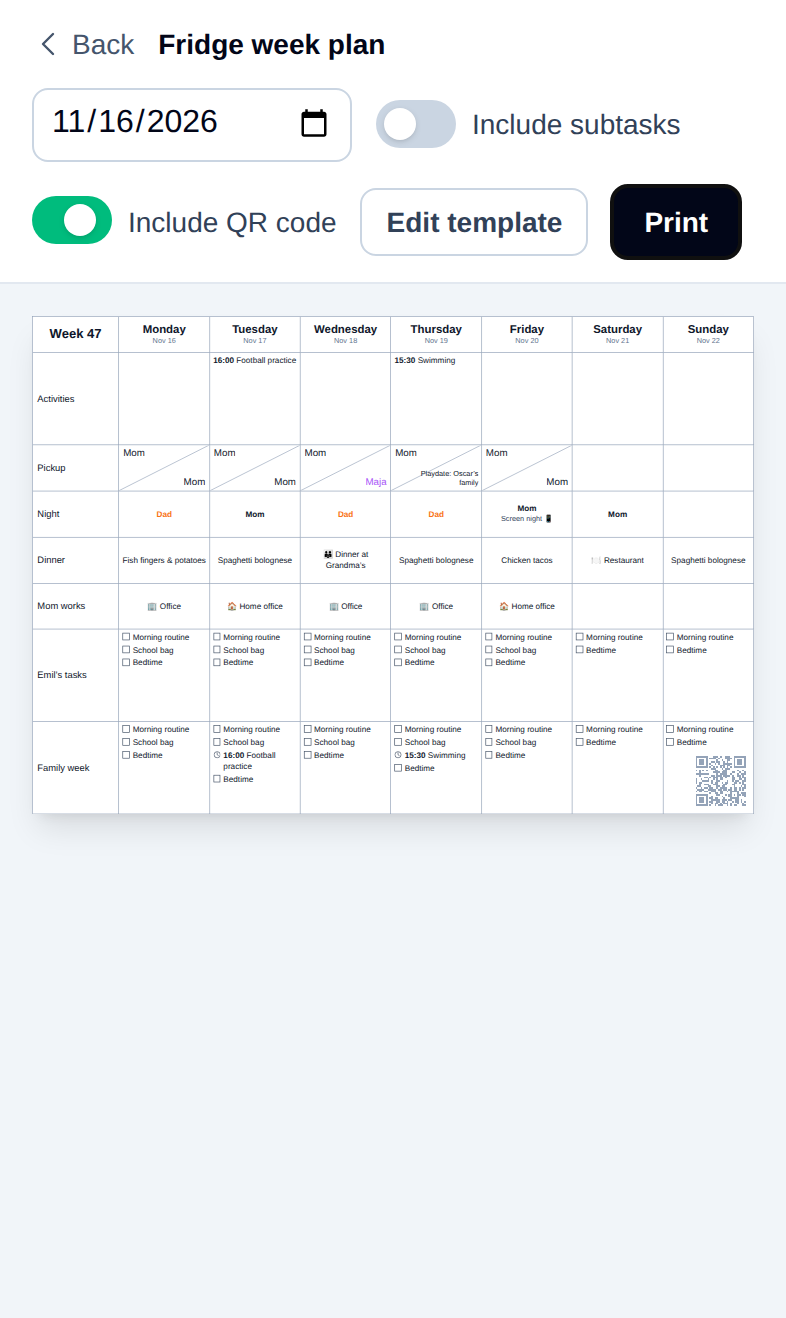 Back Fridge week plan
11/16/2026 Include subtasks
Include QR code Edit template Print
Week 47 Monday Tuesday Wednesday Thursday Friday Saturday Sunday
Nov 16 Nov 17 Nov 18 Nov 19 Nov 20 Nov 21 Nov 22
Activities 16:00 Football practice 15:30 Swimming
Pickup
Mom Mom Mom Mom Mom
Mom Mom Maja Playdate: Oscar's family Mom
Night Dad Mom Dad Dad Mom Mom
Screen night 📱
Dinner Fish fingers & potatoes Spaghetti bolognese 👪 Dinner at Grandma's Spaghetti bolognese Chicken tacos 🍽️ Restaurant Spaghetti bolognese
Mom works 🏢 Office 🏠 Home office 🏢 Office 🏢 Office 🏠 Home office
Emil's tasks
Morning routine Morning routine Morning routine Morning routine Morning routine Morning routine Morning routine
School bag School bag School bag School bag School bag Bedtime Bedtime
Bedtime Bedtime Bedtime Bedtime Bedtime
Family week
Morning routine Morning routine Morning routine Morning routine Morning routine Morning routine Morning routine
School bag School bag School bag School bag School bag Bedtime Bedtime
Bedtime 16:00 Football practice Bedtime 15:30 Swimming Bedtime
Bedtime Bedtime